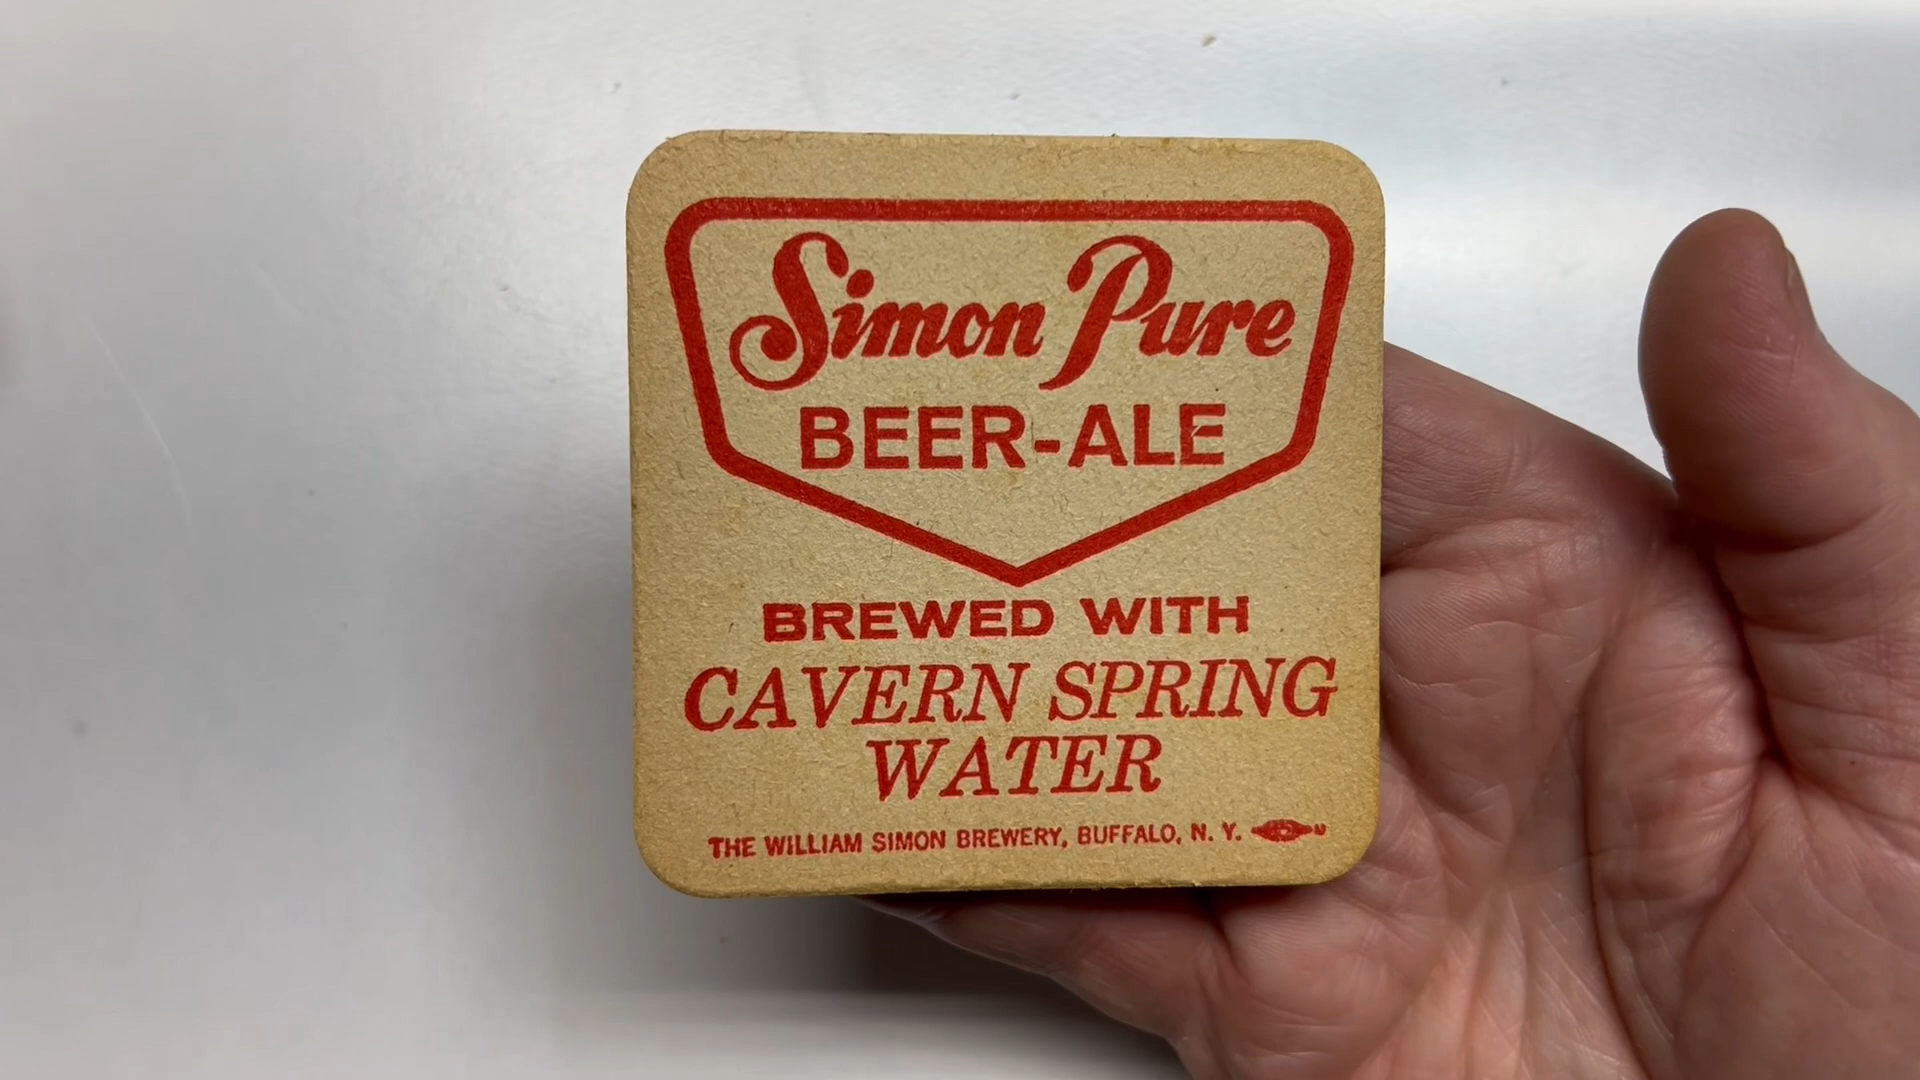 Simon Pure
BEER-ALE
BREWED WITH
CAVERN SPRING
WATER
THE WILLIAM SIMON BREWERY, BUFFALO, N. Y.